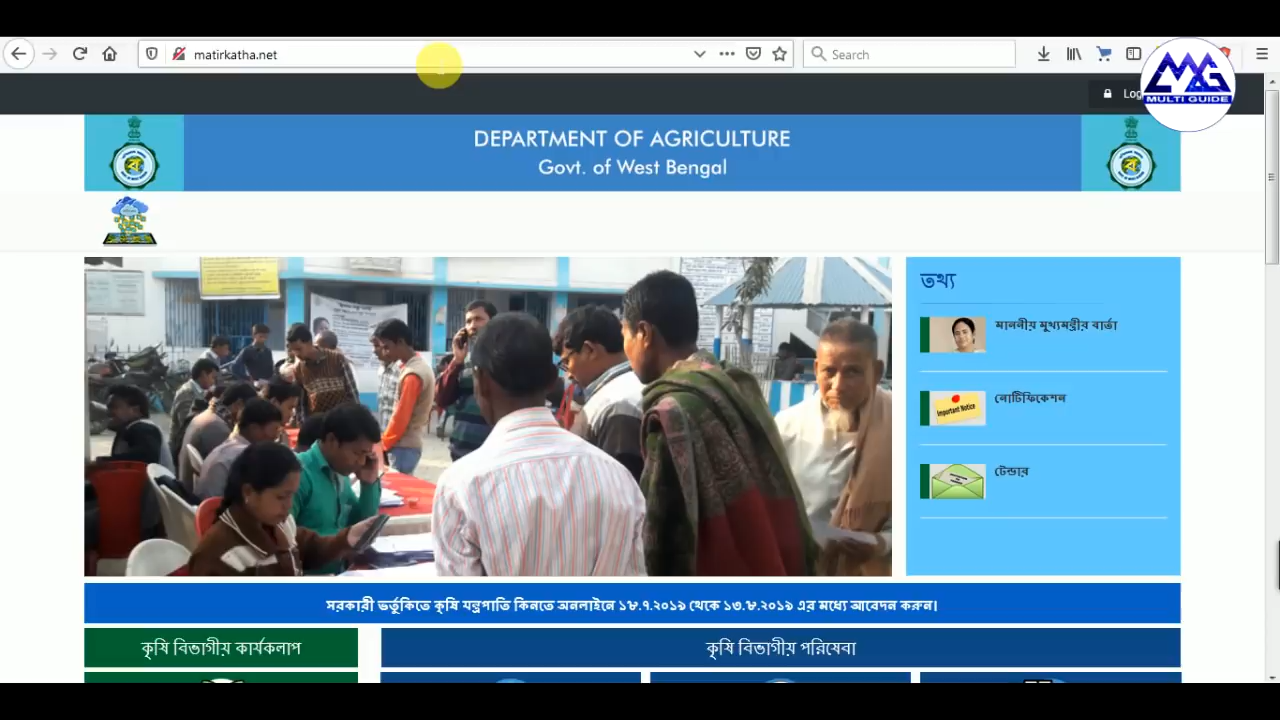 matirkatha.net
Search
MG
MULTI GUIDE
DEPARTMENT OF AGRICULTURE
Govt. of West Bengal
তথ্য
মাননীয় মুখ্যমন্ত্রীর বার্তা
Important Notice
নোটিফিকেশন
টেন্ডার
সরকারী ভর্তুকিতে কৃষি যন্ত্রপাতি কিনতে অনলাইনে ১৮.৭.২০১৯ থেকে ১৩.৮.২০১৯ এর মধ্যে আবেদন করুন।
কৃষি বিভাগীয় কার্যকলাপ
কৃষি বিভাগীয় পরিষেবা